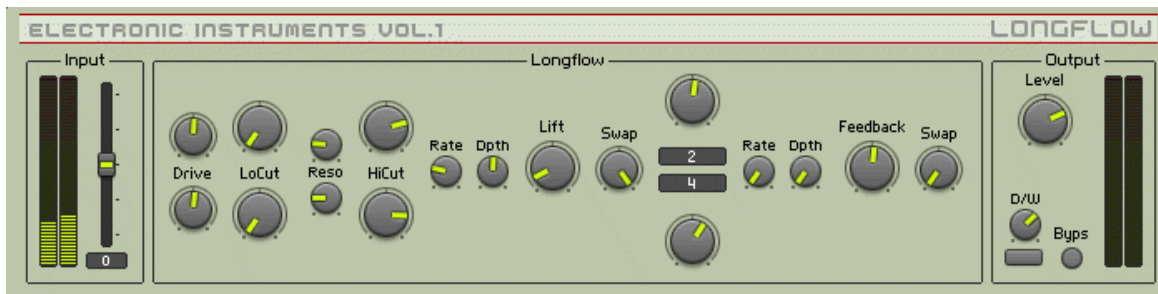 ELECTRONIC INSTRUMENTS VOL.1
LONGFLOW
Input
Longflow
Output
Level
Lift
Feedback
Swap
Swap
Rate
Dpth
2
Rate
Dpth
Drive
LoCut
Reso
HiCut
4
D/W
Byps
0